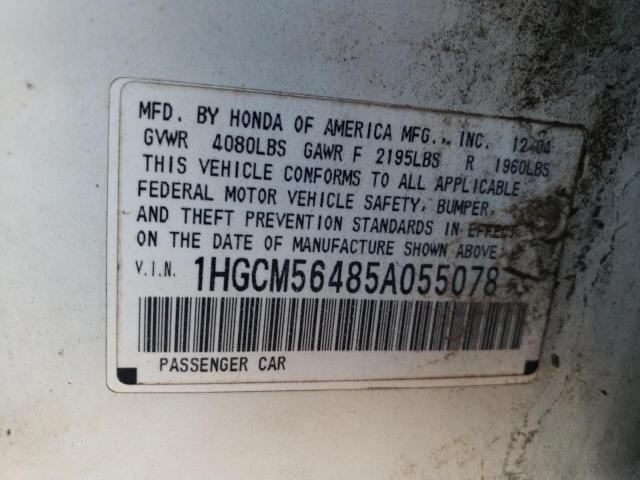 MFD. BY HONDA OF AMERICA MFG., INC. 12/04
GVWR 4080LBS GAWR F 2195LBS R 1960LBS
THIS VEHICLE CONFORMS TO ALL APPLICABLE
FEDERAL MOTOR VEHICLE SAFETY, BUMPER,
AND THEFT PREVENTION STANDARDS IN EFFECT
ON THE DATE OF MANUFACTURE SHOWN ABOVE.
V.I.N. 1HGCM56485A055078
PASSENGER CAR